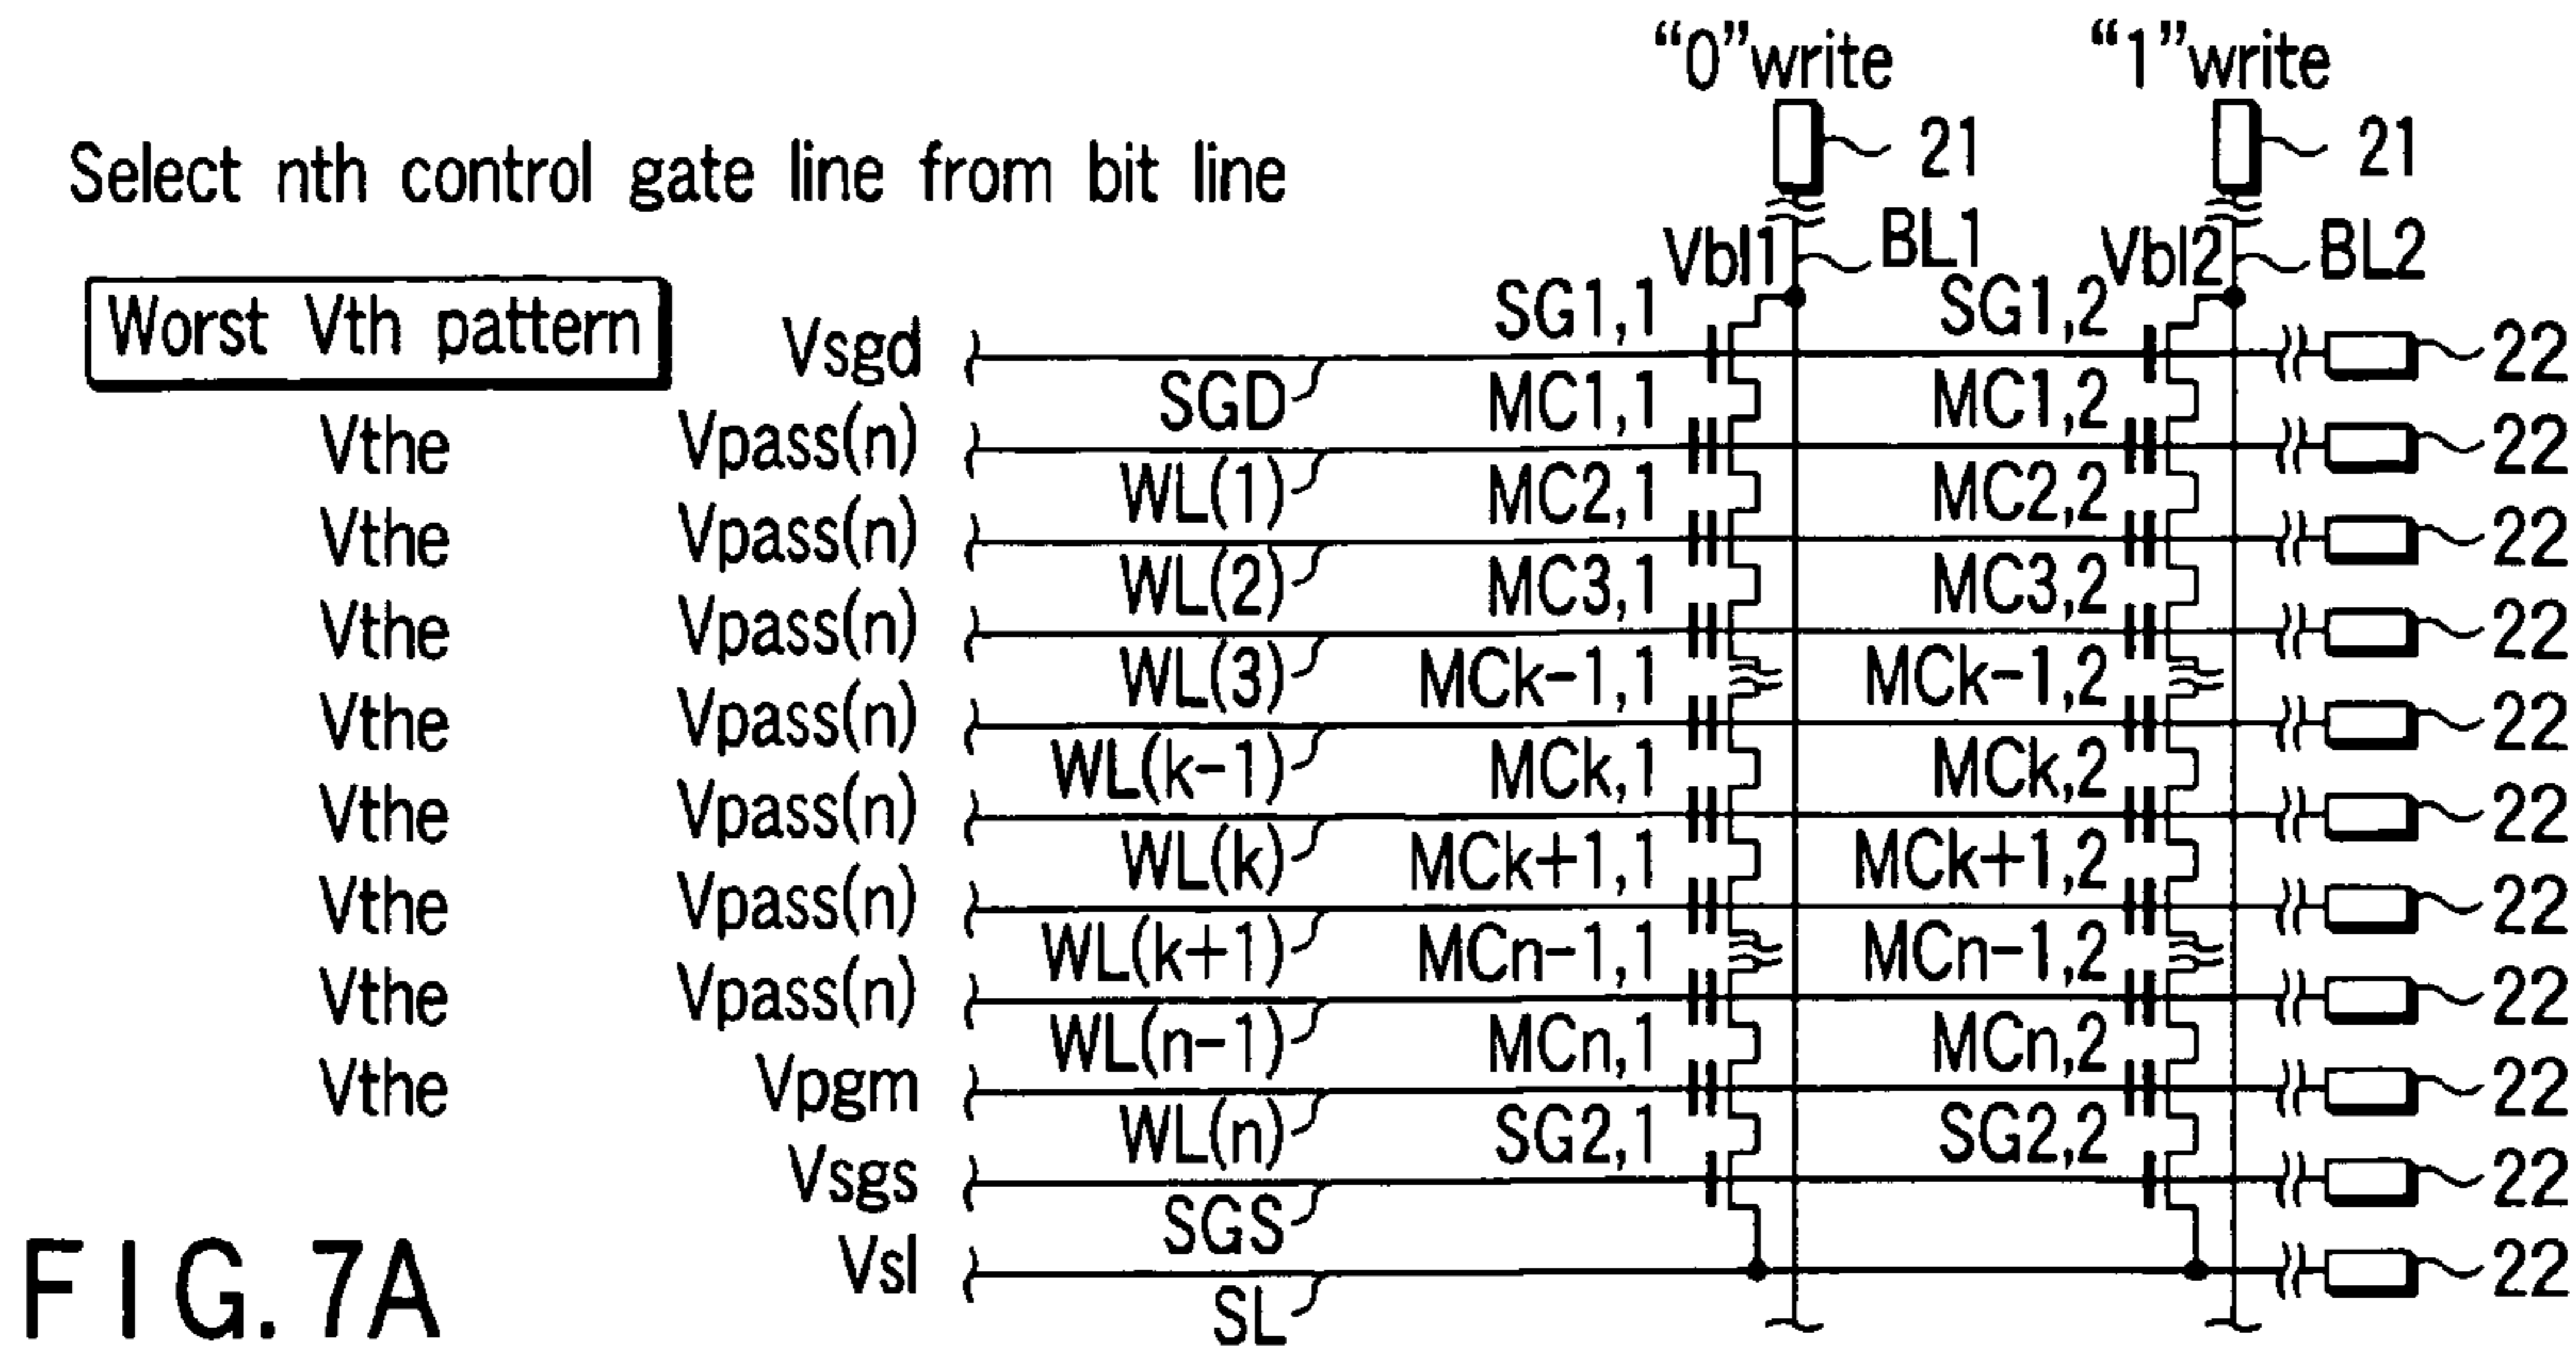 “0”write “1”write
21 21
Select nth control gate line from bit line
Vbl1 BL1 Vbl2 BL2
Worst Vth pattern Vsgd SG1,1 SG1,2 22
SGD MC1,1 MC1,2
Vthe Vpass(n) 22
WL(1) MC2,1 MC2,2
Vthe Vpass(n) 22
WL(2) MC3,1 MC3,2
Vthe Vpass(n) 22
WL(3) MCk-1,1 MCk-1,2
Vthe Vpass(n) 22
WL(k-1) MCk,1 MCk,2
Vthe Vpass(n) 22
WL(k) MCk+1,1 MCk+1,2
Vthe Vpass(n) 22
WL(k+1) MCn-1,1 MCn-1,2
Vthe Vpass(n) 22
WL(n-1) MCn,1 MCn,2
Vthe Vpgm 22
WL(n) SG2,1 SG2,2
Vsgs 22
SGS
Vsl 22
SL
FIG. 7A